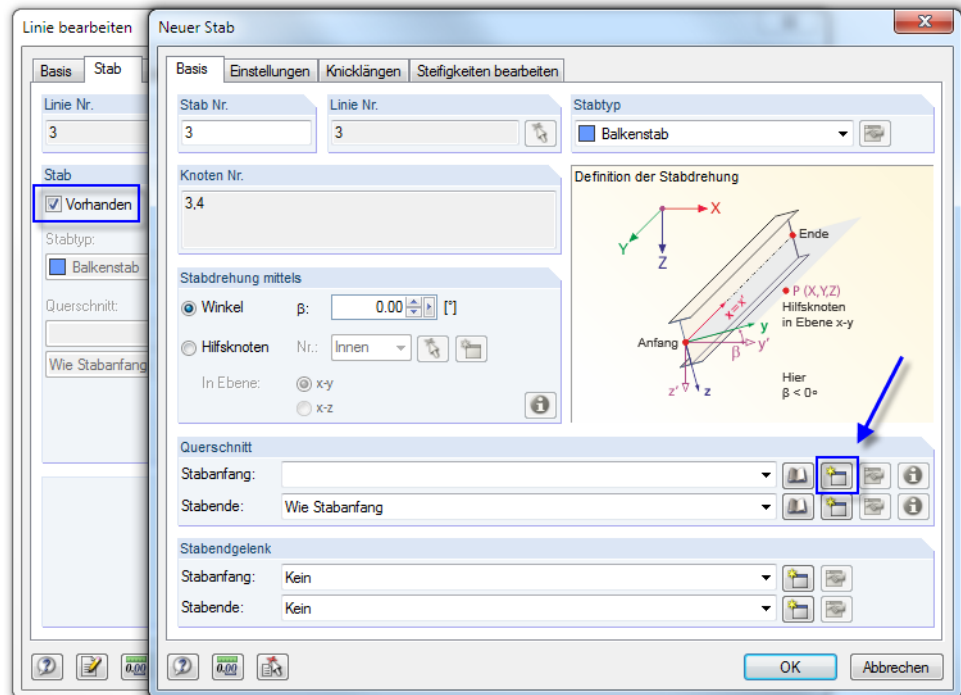 Linie bearbeiten
Basis Stab
Linie Nr.
3
Stab
Vorhanden
Stabtyp:
Balkenstab
Querschnitt:
Wie Stabanfang
0.00
Neuer Stab
X
Basis Einstellungen Knicklängen Steifigkeiten bearbeiten
Stab Nr. Linie Nr. Stabtyp
3 3 Balkenstab
Knoten Nr.
3,4
Stabdrehung mittels
Winkel β: 0.00 [°]
Hilfsknoten Nr.: Innen
In Ebene: x-y
x-z
Definition der Stabdrehung
X
Y
Z
Ende
P (X,Y,Z)
Hilfsknoten
in Ebene x-y
x=x'
y
Anfang
β
y'
z'
z
Hier
β < 0°
Querschnitt
Stabanfang:
Stabende: Wie Stabanfang
Stabendgelenk
Stabanfang: Kein
Stabende: Kein
0.00
OK Abbrechen